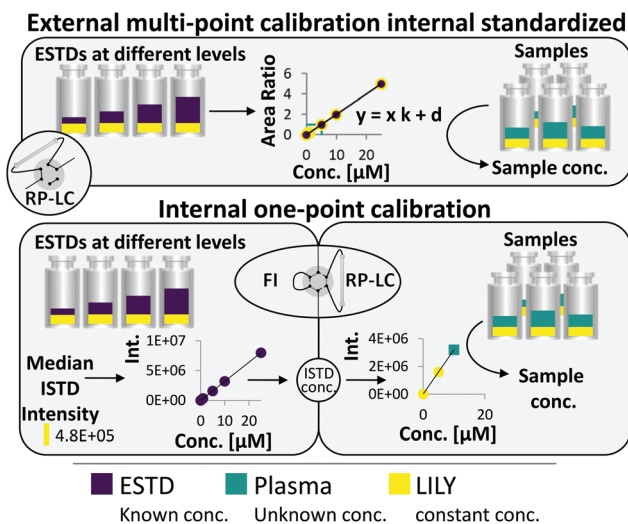 External multi-point calibration internal standardized
ESTDs at different levels
Area Ratio
6
4
2
0
0
10
20
Conc. [µM]
y = x k + d
Samples
Sample conc.
RP-LC
Internal one-point calibration
ESTDs at different levels
FI
RP-LC
Samples
Median
ISTD
Intensity
4.8E+05
Int.
1E+07
5E+06
0E+00
0
10
20
Conc. [µM]
ISTD
conc.
Int.
4E+06
2E+06
0E+00
0
20
Conc. [µM]
Sample
conc.
ESTD
Known conc.
Plasma
Unknown conc.
LILY
constant conc.